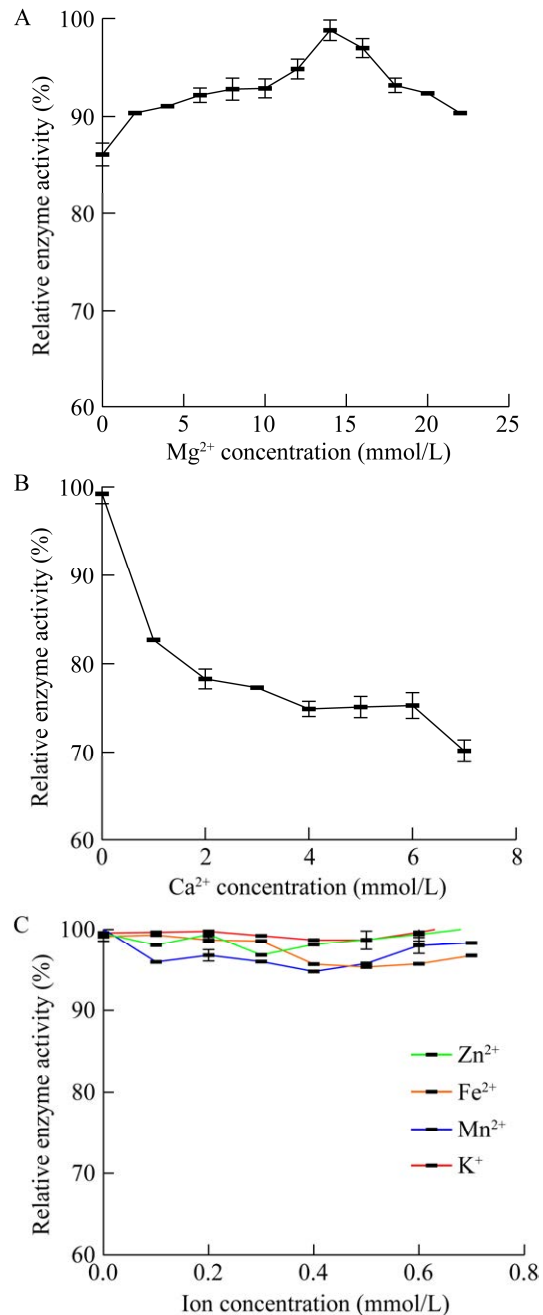 A
100
90
80
70
60
Relative enzyme activity (%)
0 5 10 15 20 25
Mg²⁺ concentration (mmol/L)
B
100
90
80
70
60
Relative enzyme activity (%)
0 2 4 6 8
Ca²⁺ concentration (mmol/L)
C
100
90
80
70
60
Relative enzyme activity (%)
Zn²⁺
Fe²⁺
Mn²⁺
K⁺
0.0 0.2 0.4 0.6 0.8
Ion concentration (mmol/L)